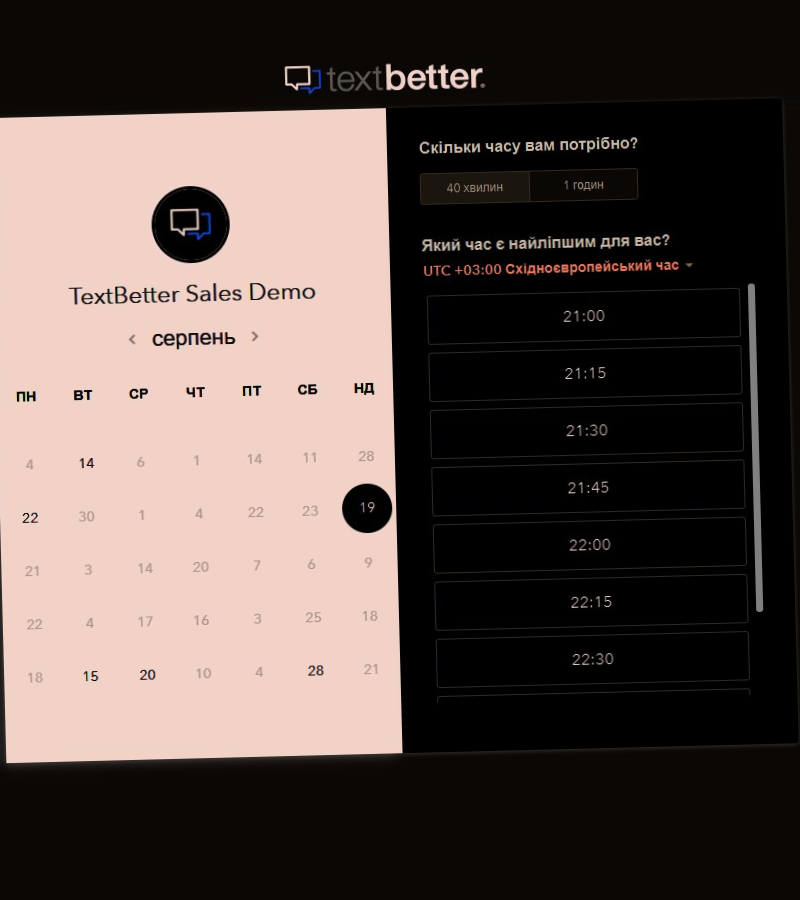 textbetter.
TextBetter Sales Demo
серпень
ПН ВТ СР ЧТ ПТ СБ НД
4 14 6 1 14 11 28
22 30 1 4 22 23 19
21 3 14 20 7 6 9
22 4 17 16 3 25 18
18 15 20 10 4 28 21
Скільки часу вам потрібно?
40 хвилин 1 годин
Який час є найліпшим для вас?
UTC +03:00 Східноєвропейський час
21:00
21:15
21:30
21:45
22:00
22:15
22:30